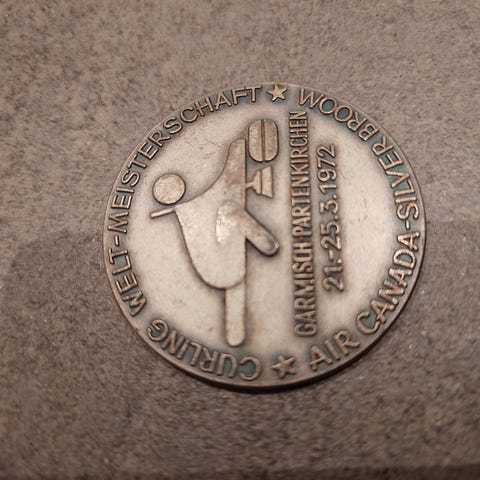 CURLING WELT-MEISTERSCHAFT
AIR CANADA-SILVER BROOM
GARMISCH-PARTENKIRCHEN
21.-25.3.1972